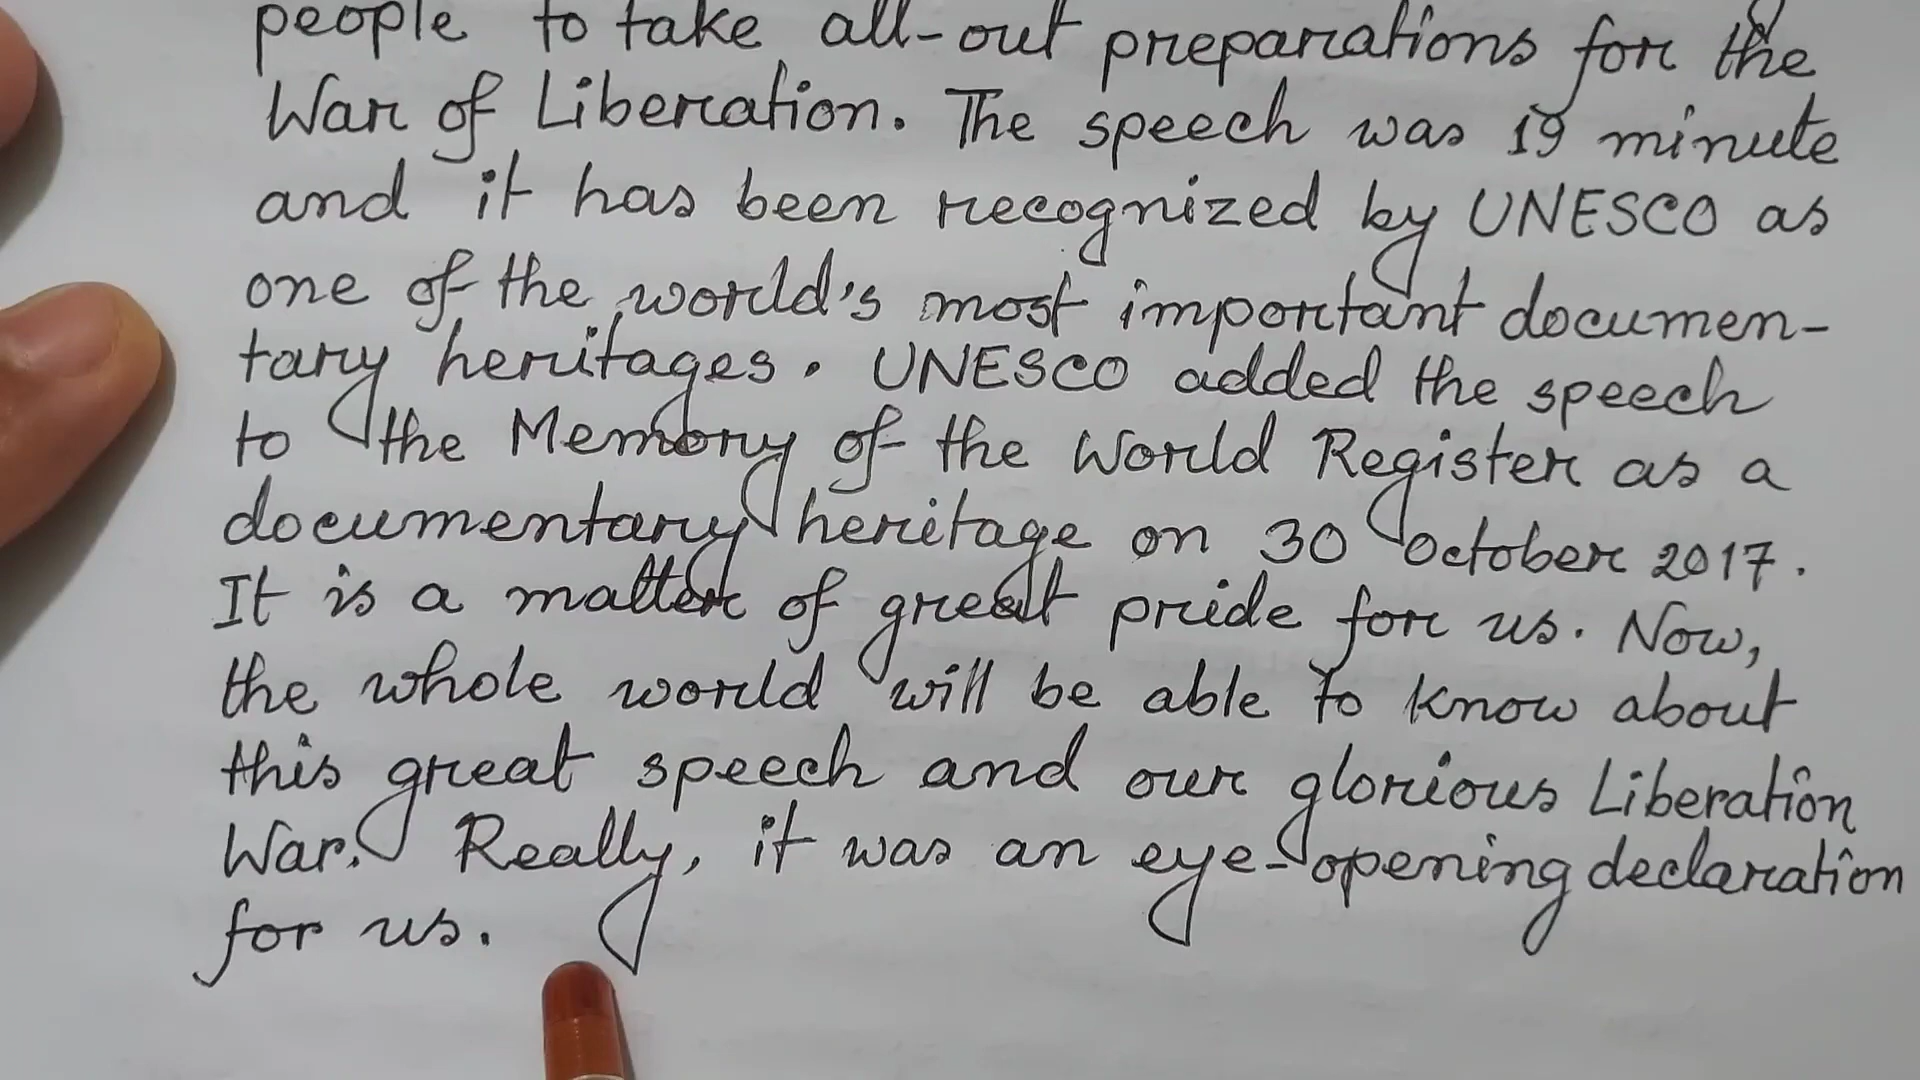 people to take all-out preparations for the
War of Liberation. The speech was 19 minute
and it has been recognized by UNESCO as
one of the world's most important documen-
tary heritages. UNESCO added the speech
to the Memory of the World Register as a
documentary heritage on 30 October 2017.
It is a matter of great pride for us. Now,
the whole world will be able to know about
this great speech and our glorious Liberation
War. Really, it was an eye-opening declaration
for us.